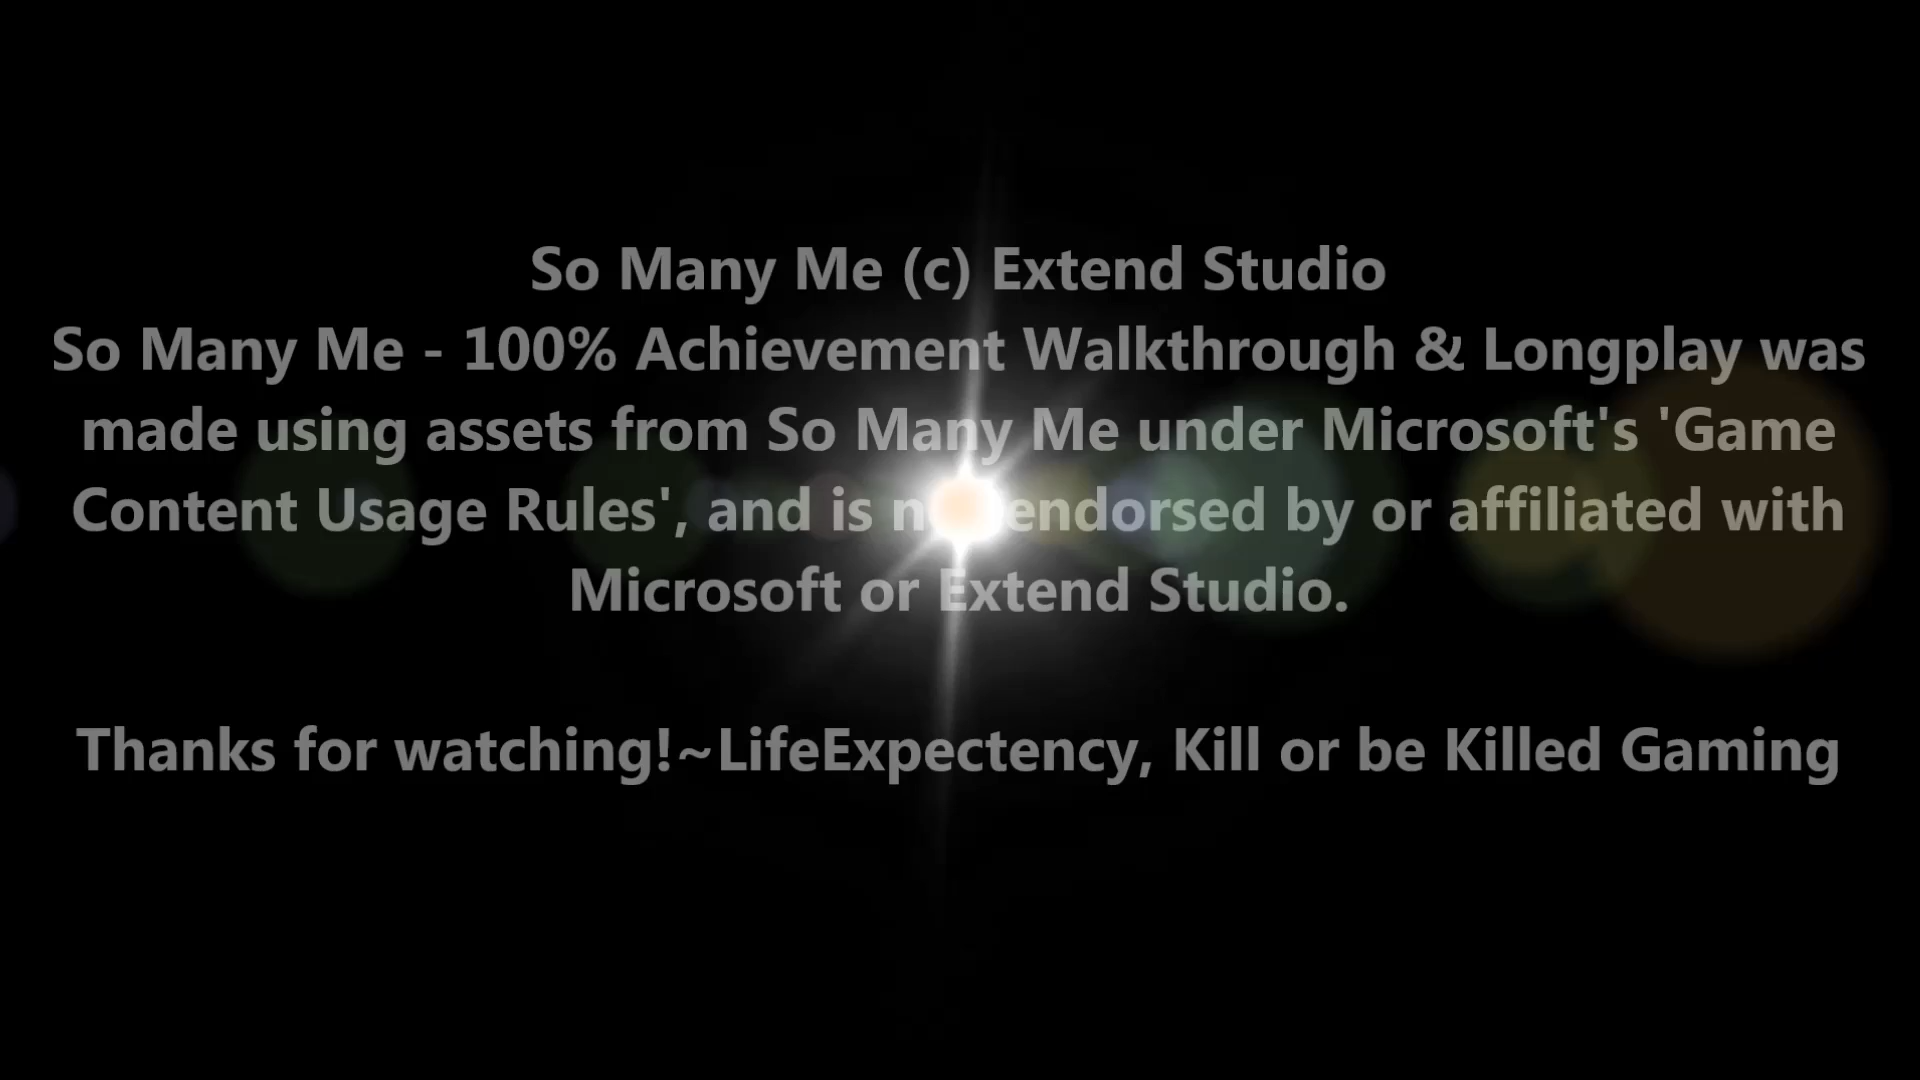 So Many Me (c) Extend Studio
So Many Me - 100% Achievement Walkthrough & Longplay was
made using assets from So Many Me under Microsoft's 'Game
Content Usage Rules', and is endorsed by or affiliated with
Microsoft or Extend Studio.
Thanks for watching!~LifeExpectency, Kill or be Killed Gaming